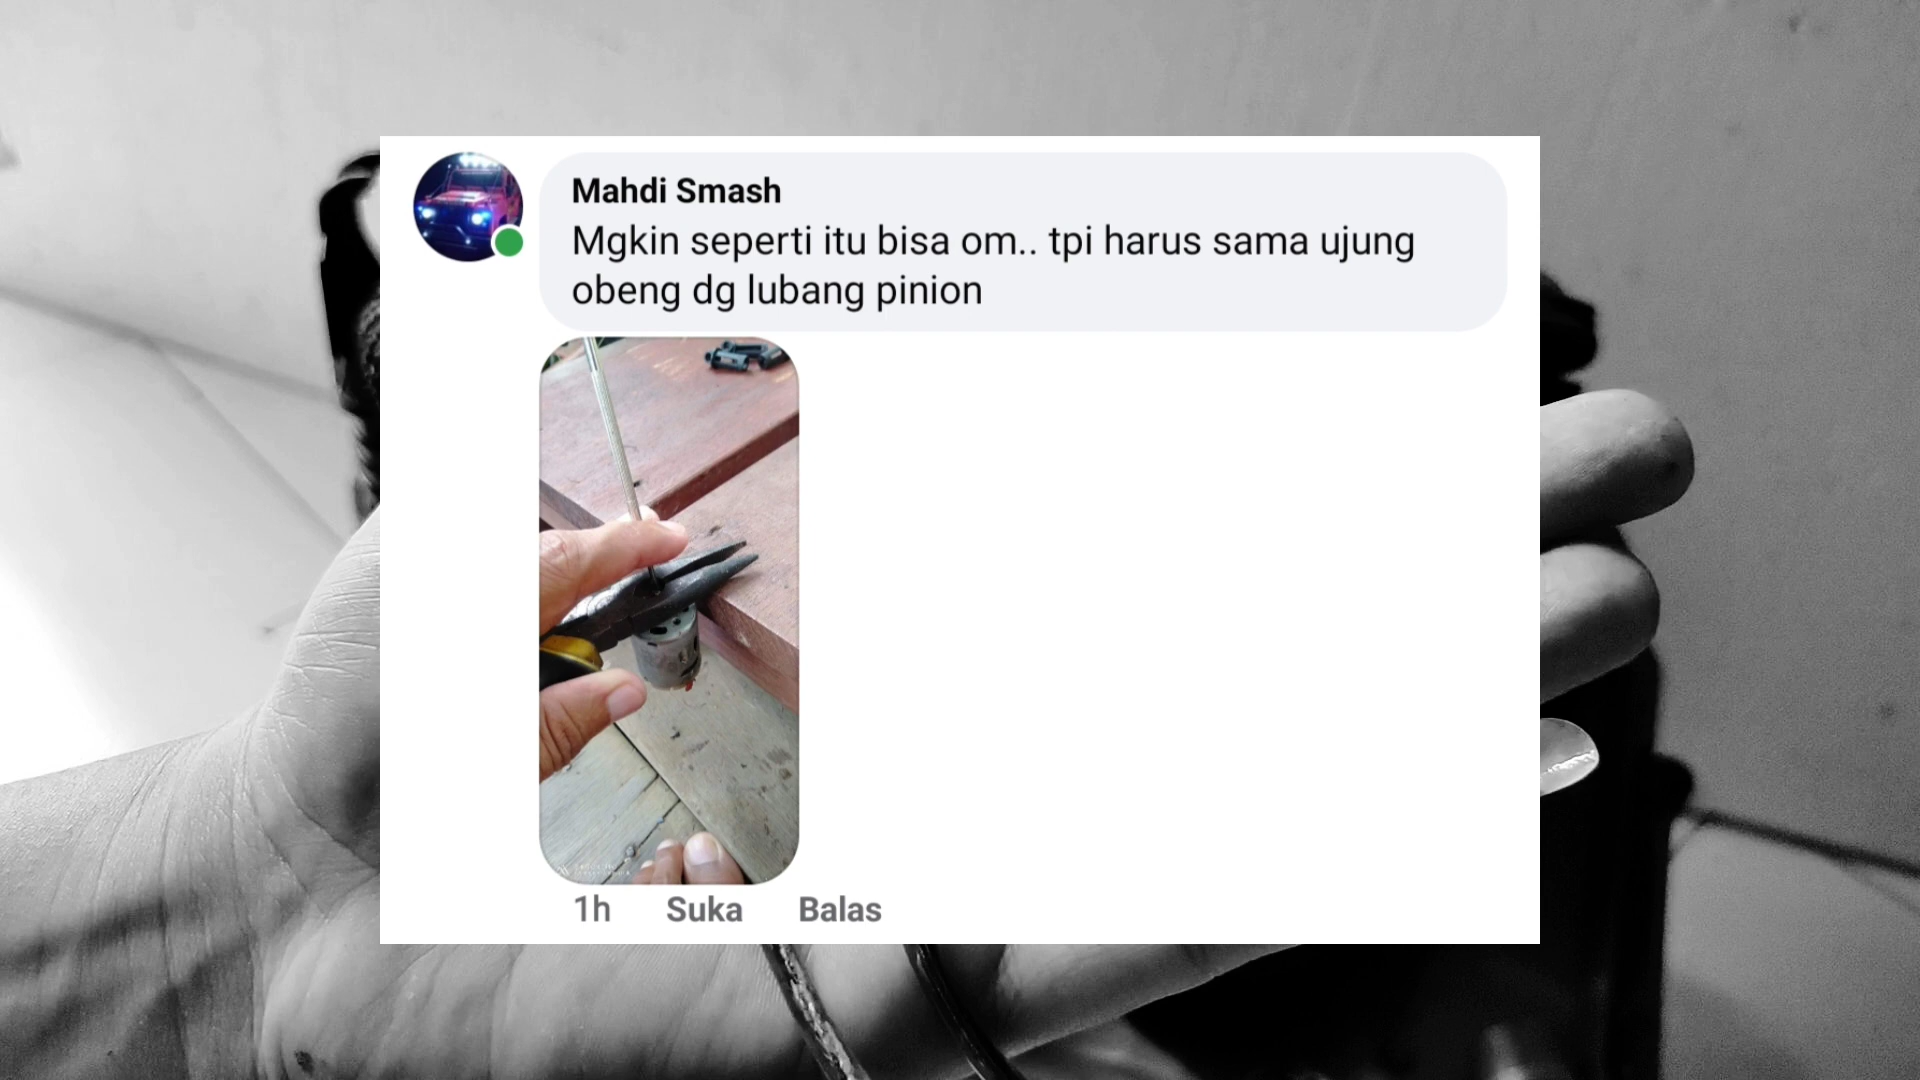 Mahdi Smash
Mgkin seperti itu bisa om.. tpi harus sama ujung
obeng dg lubang pinion
1h Suka Balas